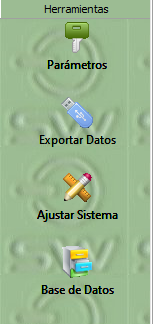 Herramientas
Parámetros
Exportar Datos
Ajustar Sistema
Base de Datos